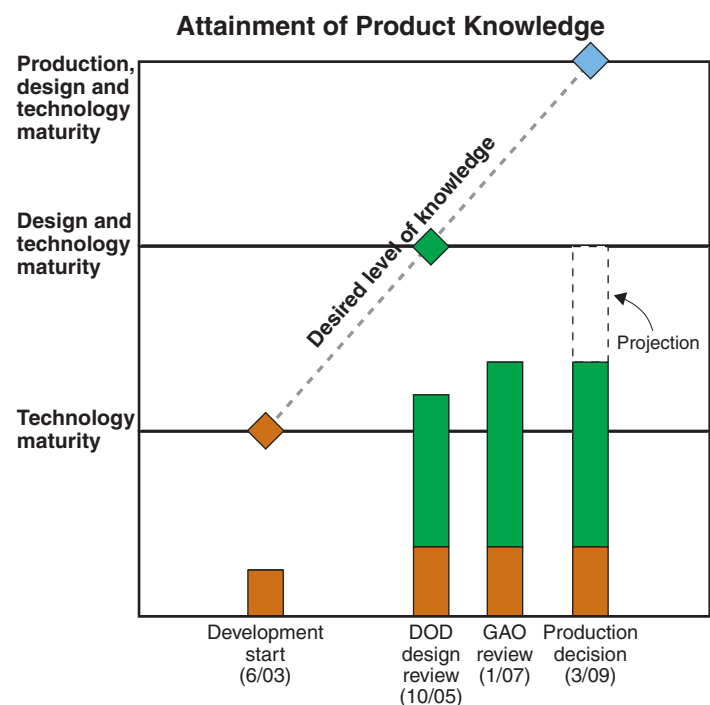 Attainment of Product Knowledge
Production,
design and
technology
maturity
Design and
technology
maturity
Technology
maturity
Desired level of knowledge
Projection
Development
start
(6/03)
DOD
design
review
(10/05)
GAO
review
(1/07)
Production
decision
(3/09)